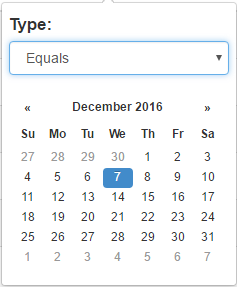 Type:
Equals
« December 2016 »
Su Mo Tu We Th Fr Sa
27 28 29 30 1 2 3
4 5 6 7 8 9 10
11 12 13 14 15 16 17
18 19 20 21 22 23 24
25 26 27 28 29 30 31
1 2 3 4 5 6 7